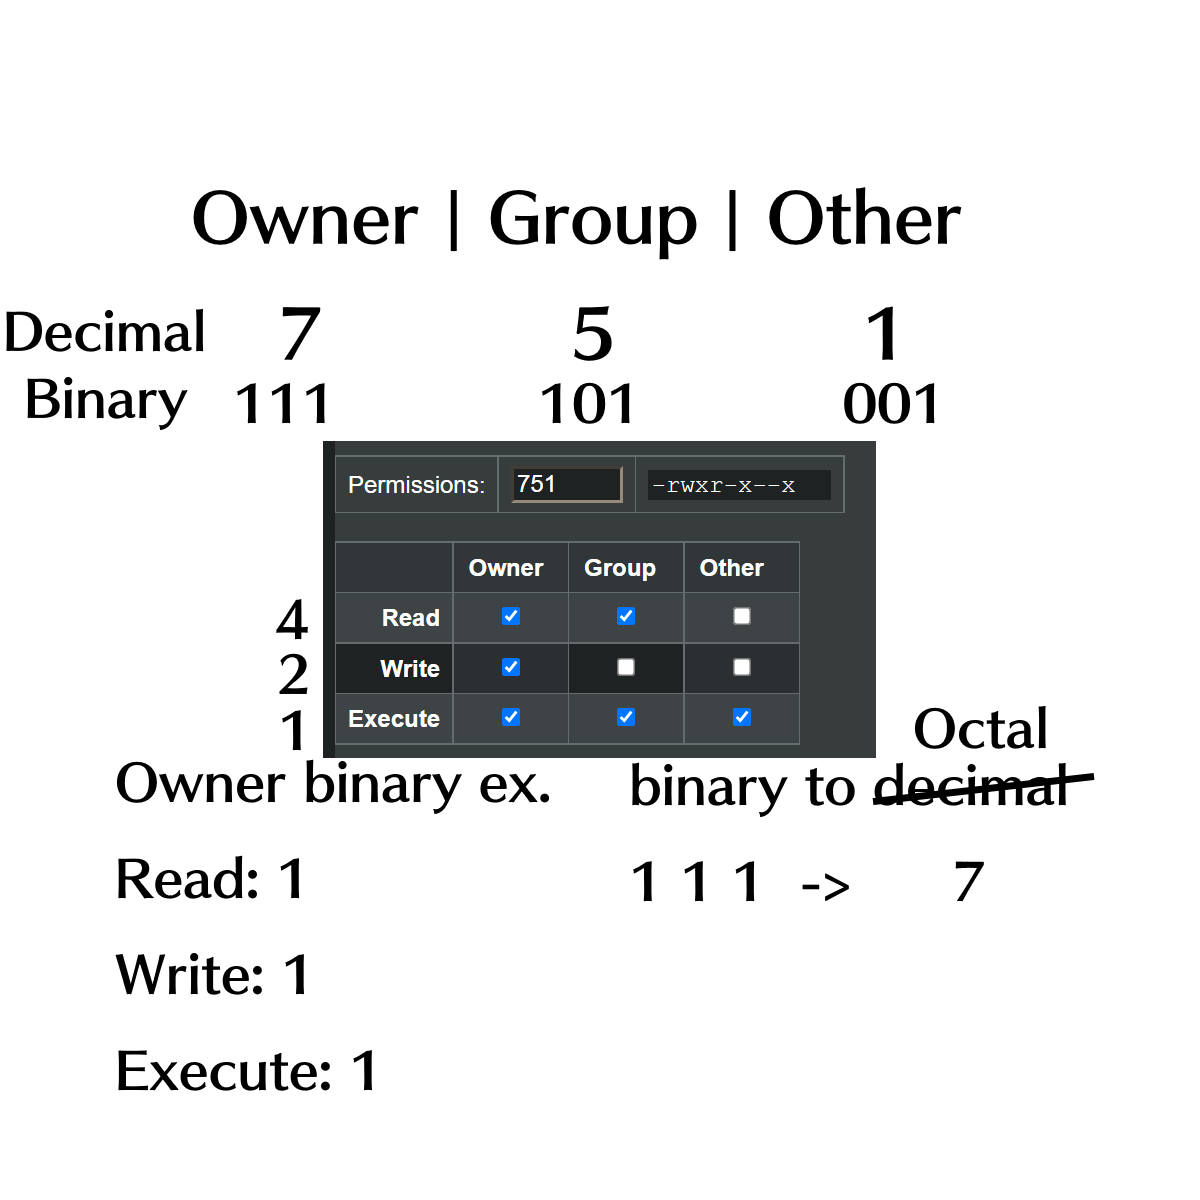 Owner | Group | Other
Decimal 7 5 1
Binary 111 101 001
Permissions: 751 -rwxr-x--x
Owner Group Other
4 Read
2 Write
1 Execute
Octal
Owner binary ex. binary to decimal
Read: 1 1 1 1 -> 7
Write: 1
Execute: 1